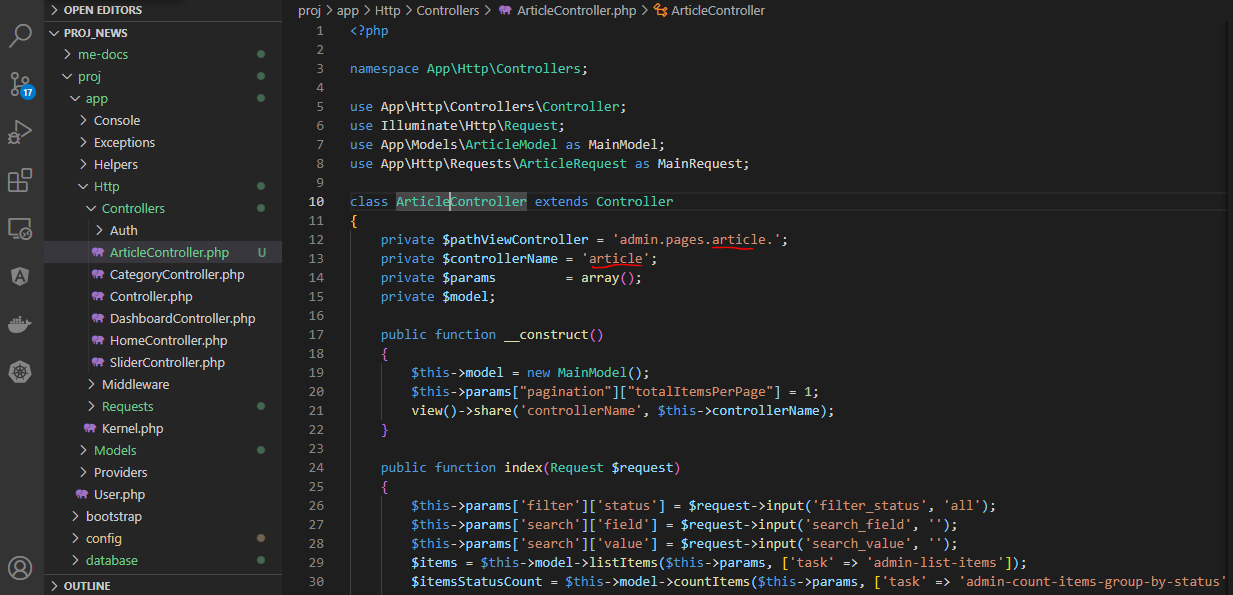 OPEN EDITORS
PROJ_NEWS
me-docs
proj
app
Console
Exceptions
Helpers
Http
Controllers
Auth
ArticleController.php U
CategoryController.php
Controller.php
DashboardController.php
HomeController.php
SliderController.php
Middleware
Requests
Kernel.php
Models
Providers
User.php
bootstrap
config
database
OUTLINE
17
proj > app > Http > Controllers > ArticleController.php > ArticleController
1 <?php
2
3 namespace App\Http\Controllers;
4
5 use App\Http\Controllers\Controller;
6 use Illuminate\Http\Request;
7 use App\Models\ArticleModel as MainModel;
8 use App\Http\Requests\ArticleRequest as MainRequest;
9
10 class ArticleController extends Controller
11 {
12     private $pathViewController = 'admin.pages.article.';
13     private $controllerName = 'article';
14     private $params         = array();
15     private $model;
16
17     public function __construct()
18     {
19         $this->model = new MainModel();
20         $this->params["pagination"]["totalItemsPerPage"] = 1;
21         view()->share('controllerName', $this->controllerName);
22     }
23
24     public function index(Request $request)
25     {
26         $this->params['filter']['status'] = $request->input('filter_status', 'all');
27         $this->params['search']['field'] = $request->input('search_field', '');
28         $this->params['search']['value'] = $request->input('search_value', '');
29         $items = $this->model->listItems($this->params, ['task' => 'admin-list-items']);
30         $itemsStatusCount = $this->model->countItems($this->params, ['task' => 'admin-count-items-group-by-status'